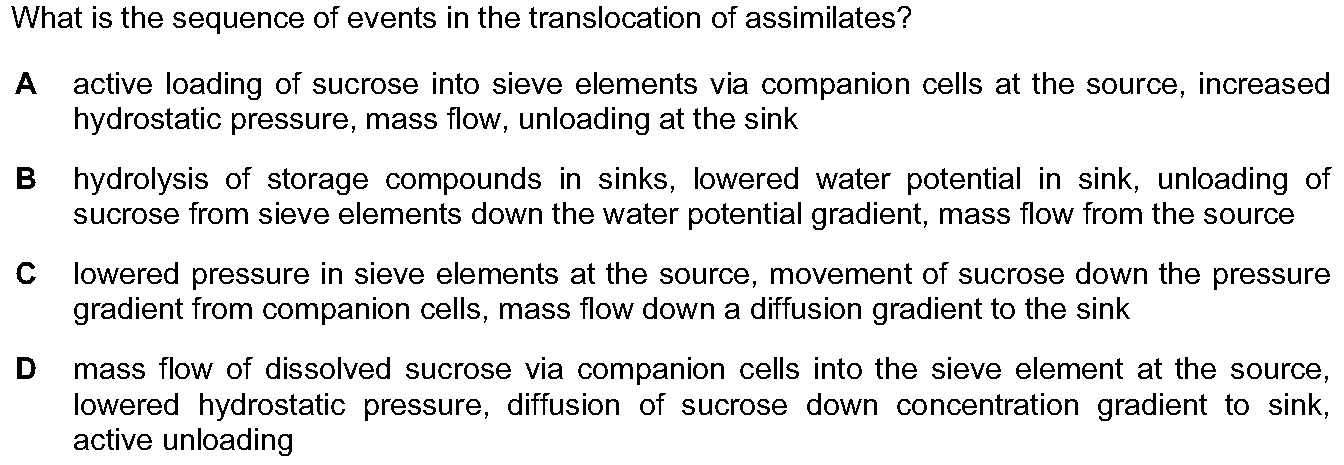 What is the sequence of events in the translocation of assimilates?
A active loading of sucrose into sieve elements via companion cells at the source, increased
hydrostatic pressure, mass flow, unloading at the sink
B hydrolysis of storage compounds in sinks, lowered water potential in sink, unloading of
sucrose from sieve elements down the water potential gradient, mass flow from the source
C lowered pressure in sieve elements at the source, movement of sucrose down the pressure
gradient from companion cells, mass flow down a diffusion gradient to the sink
D mass flow of dissolved sucrose via companion cells into the sieve element at the source,
lowered hydrostatic pressure, diffusion of sucrose down concentration gradient to sink,
active unloading